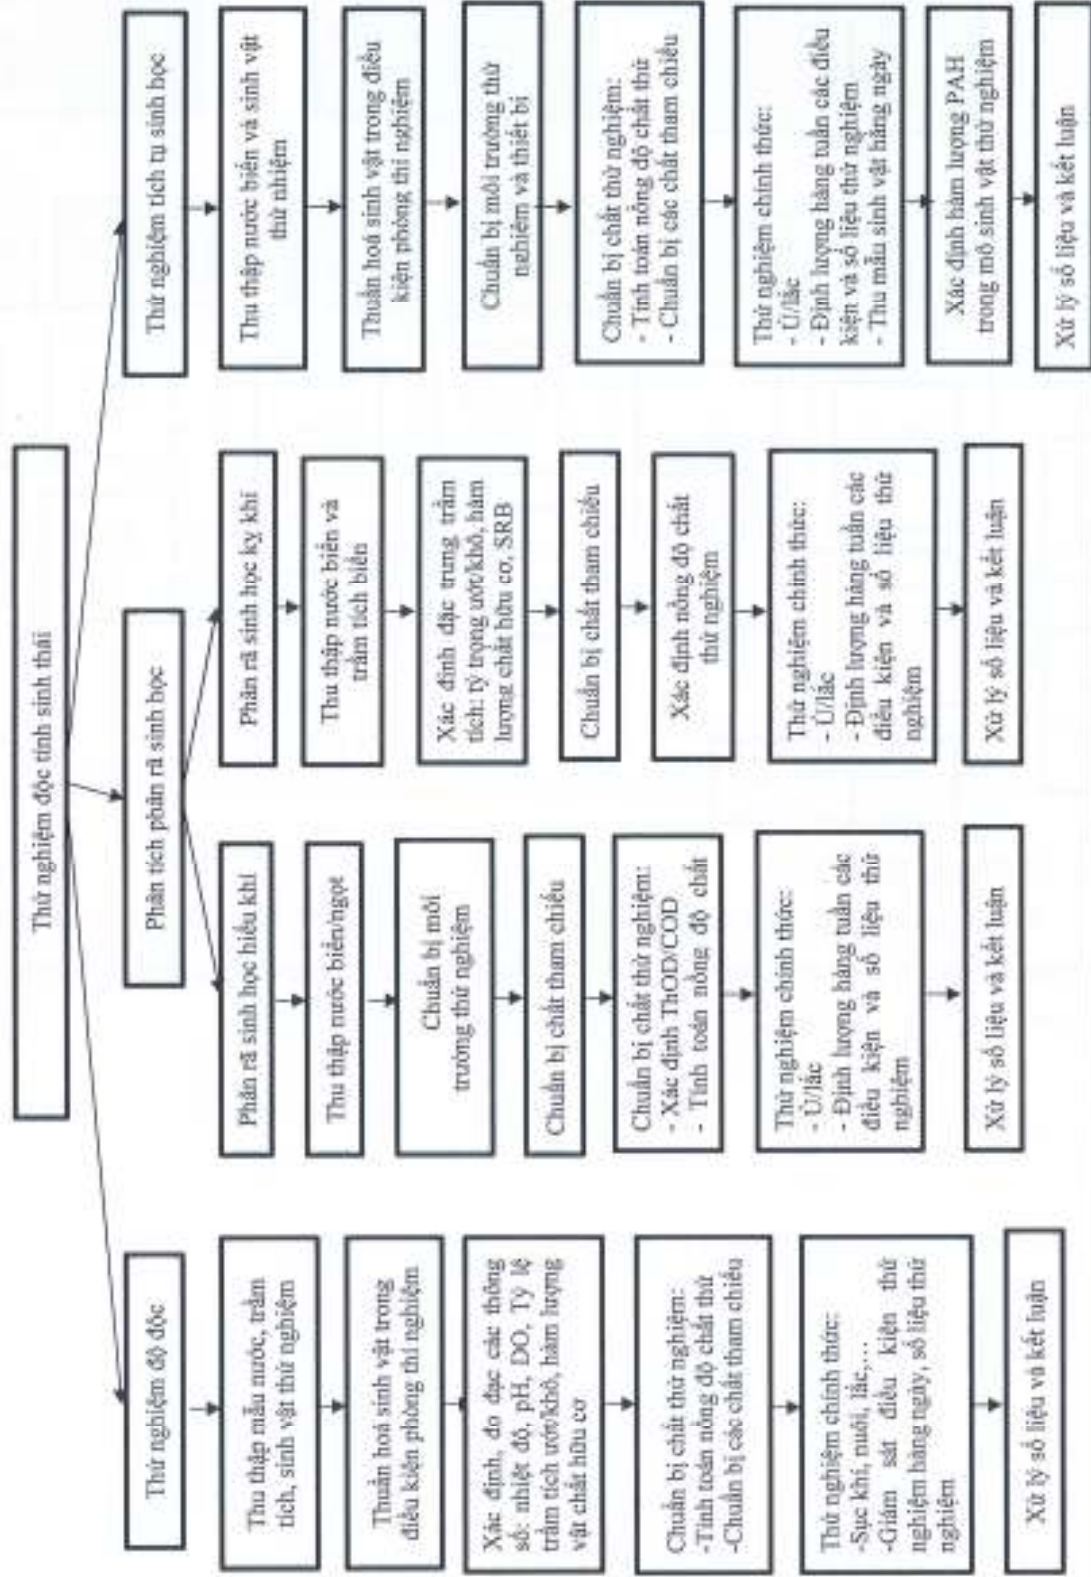 Thử nghiệm độc tính sinh thái
Thử nghiệm độ độc
Thu thập mẫu nước, trầm
tích, sinh vật thử nghiệm
Thuần hoá sinh vật trong
điều kiện phòng thí nghiệm
Xác định, đo đạc các thông
số: nhiệt độ, pH, DO, Tỷ lệ
trầm tích ướt/khô, hàm lượng
vật chất hữu cơ
Chuẩn bị chất thử nghiệm:
-Tính toán nồng độ chất thử
-Chuẩn bị các chất tham chiếu
Thử nghiệm chính thức:
-Sục khí, nuôi, lắc,...
-Giám sát điều kiện thử
nghiệm hàng ngày, số liệu thử
nghiệm
Xử lý số liệu và kết luận
Phân tích phân rã sinh học
Phân rã sinh học hiếu khí
Thu thập nước biển/ngọt
Chuẩn bị môi
trường thử nghiệm
Chuẩn bị chất tham chiếu
Chuẩn bị chất thử nghiệm:
- Xác định ThOD/COD
- Tính toán nồng độ chất
Thử nghiệm chính thức:
- Ủ/lắc
- Định lượng hàng tuần các
điều kiện và số liệu thử
nghiệm
Xử lý số liệu và kết luận
Phân rã sinh học kỵ khí
Thu thập nước biển và
trầm tích biển
Xác định đặc trưng trầm
tích: tỷ trọng ướt/khô, hàm
lượng chất hữu cơ, SRB
Chuẩn bị chất tham chiếu
Xác định nồng độ chất
thử nghiệm
Thử nghiệm chính thức:
- Ủ/lắc
- Định lượng hàng tuần các
điều kiện và số liệu thử
nghiệm
Xử lý số liệu và kết luận
Thử nghiệm tích tụ sinh học
Thu thập nước biển và sinh vật
thử nhiệm
Thuần hoá sinh vật trong điều
kiện phòng thí nghiệm
Chuẩn bị môi trường thử
nghiệm và thiết bi
Chuẩn bị chất thử nghiệm:
- Tính toán nồng độ chất thử
- Chuẩn bị các chất tham chiếu
Thử nghiệm chính thức:
- Ủ/lắc
- Định lượng hàng tuần các điều
kiện và số liệu thử nghiệm
- Thu mẫu sinh vật hàng ngày
Xác định hàm lượng PAH
trong mô sinh vật thử nghiệm
Xử lý số liệu và kết luận